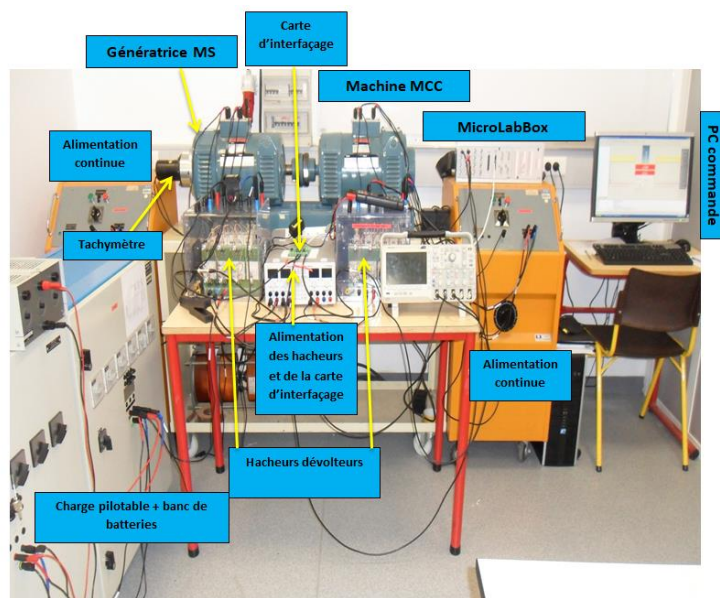 Carte
d'interfaçage
Génératrice MS
Machine MCC
MicroLabBox
PC commande
Alimentation
continue
Tachymètre
Alimentation
des hacheurs
et de la carte
d'interfaçage
Alimentation
continue
Hacheurs dévolteurs
Charge pilotable + banc de
batteries